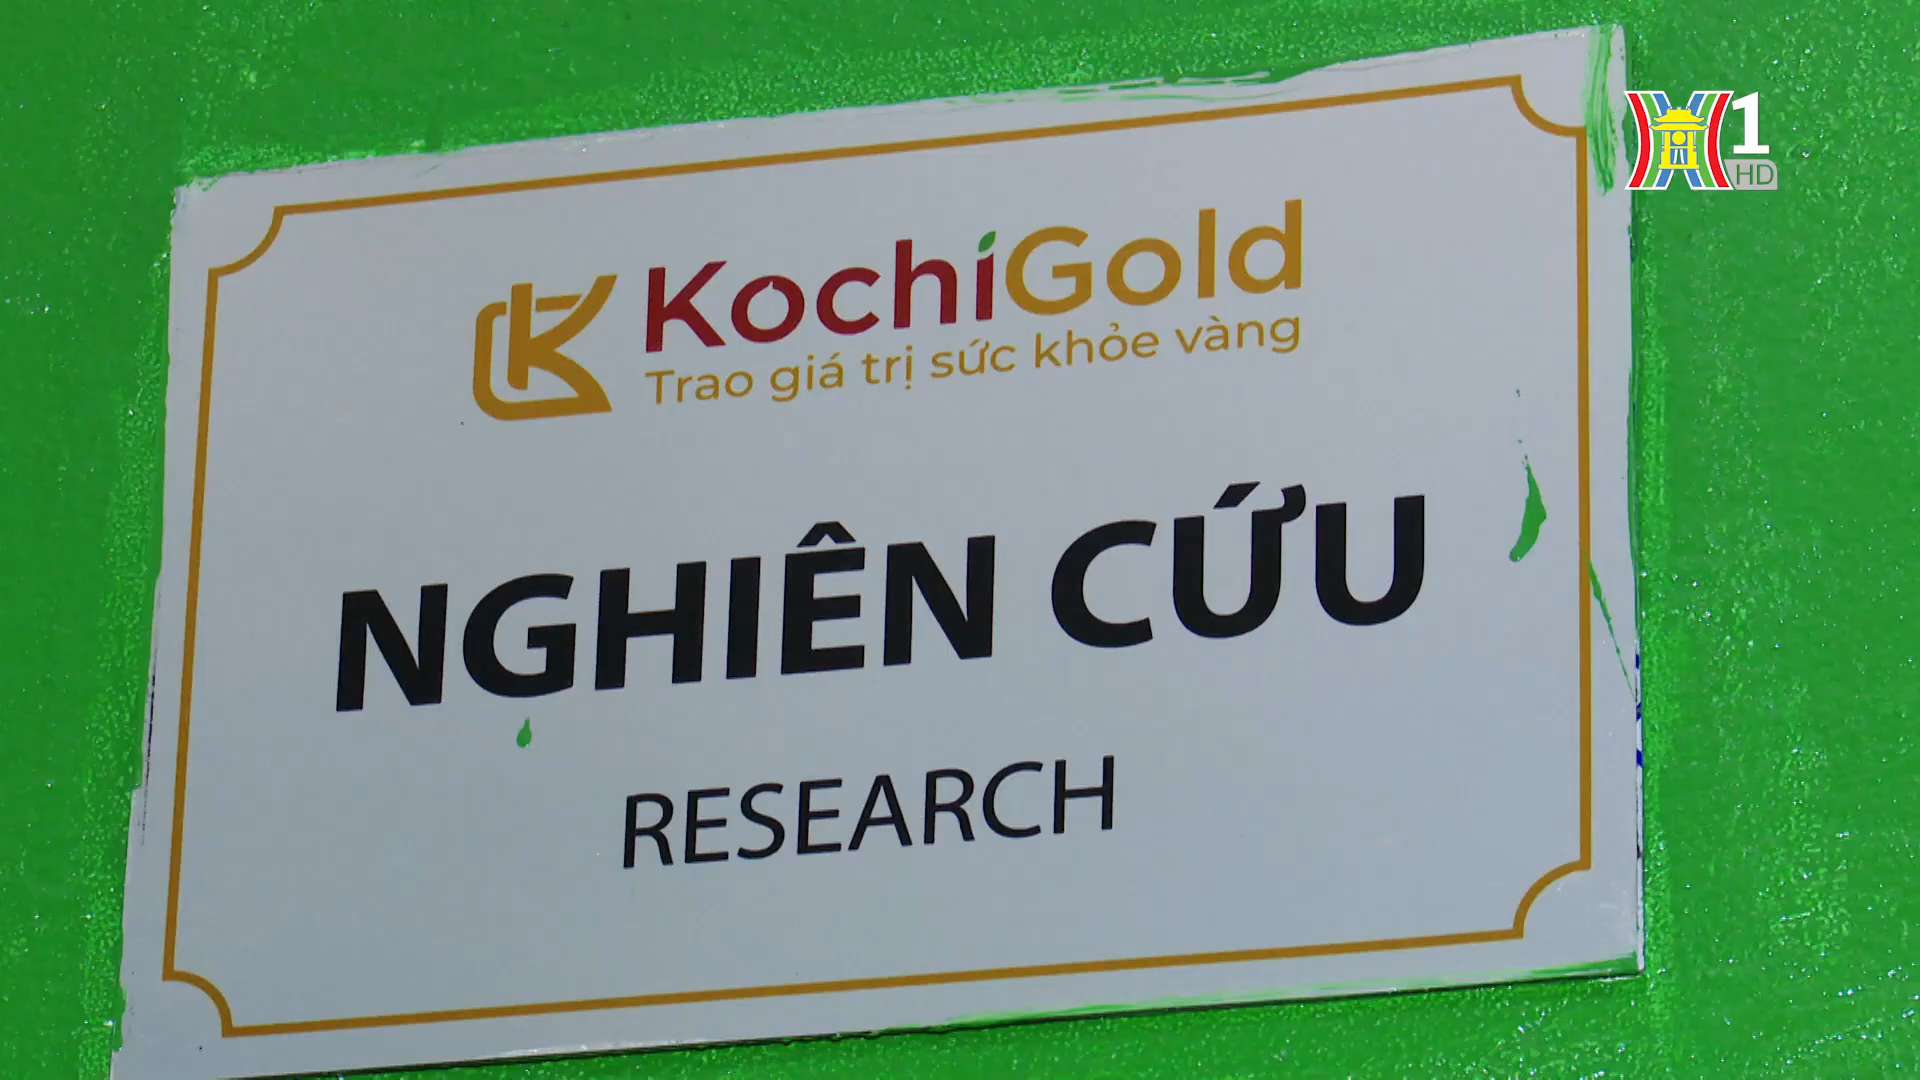 1
HD
KochiGold
Trao giá trị sức khỏe vàng
NGHIÊN CỨU
RESEARCH